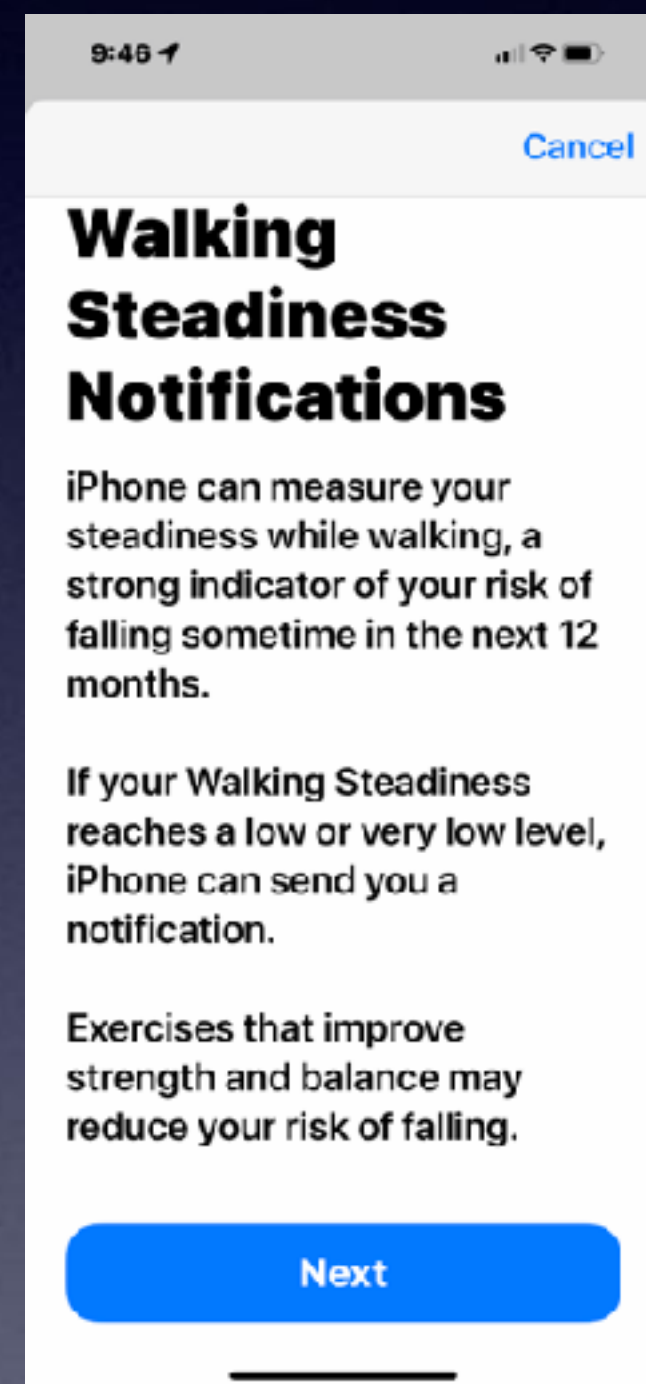 9:46
Cancel
Walking
Steadiness
Notifications
iPhone can measure your
steadiness while walking, a
strong indicator of your risk of
falling sometime in the next 12
months.
If your Walking Steadiness
reaches a low or very low level,
iPhone can send you a
notification.
Exercises that improve
strength and balance may
reduce your risk of falling.
Next